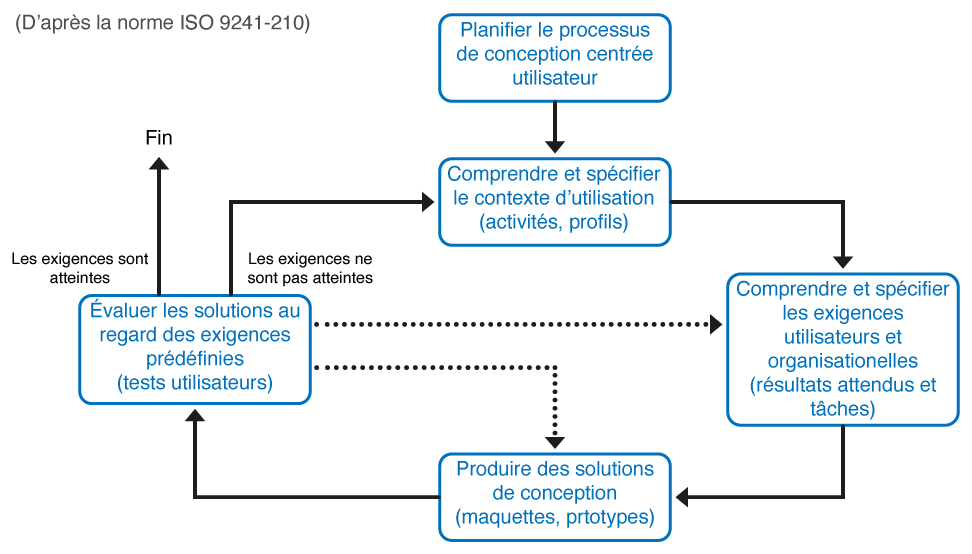 (D'après la norme ISO 9241-210)
Planifier le processus
de conception centrée
utilisateur
Fin
Comprendre et spécifier
le contexte d'utilisation
(activités, profils)
Les exigences sont
atteintes
Les exigences ne
sont pas atteintes
Évaluer les solutions au
regard des exigences
prédéfinies
(tests utilisateurs)
Comprendre et spécifier
les exigences
utilisateurs et
organisationelles
(résultats attendus et
tâches)
Produire des solutions
de conception
(maquettes, prtotypes)